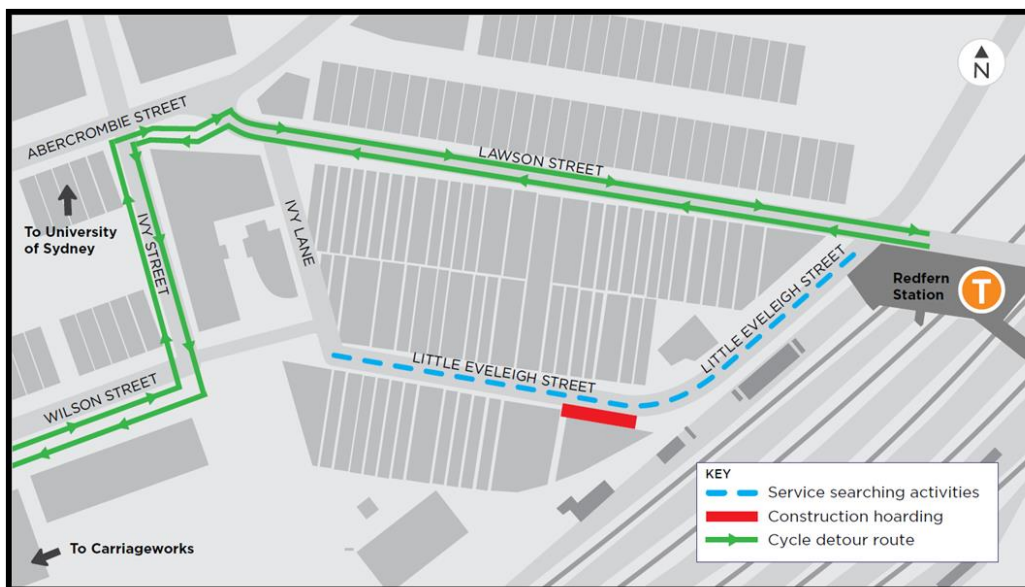 N
ABERCROMBIE STREET
LAWSON STREET
To University
of Sydney
IVY STREET
IVY LANE
LITTLE EVELEIGH STREET
Redfern
Station
T
LITTLE EVELEIGH STREET
WILSON STREET
To Carriageworks
KEY
Service searching activities
Construction hoarding
Cycle detour route